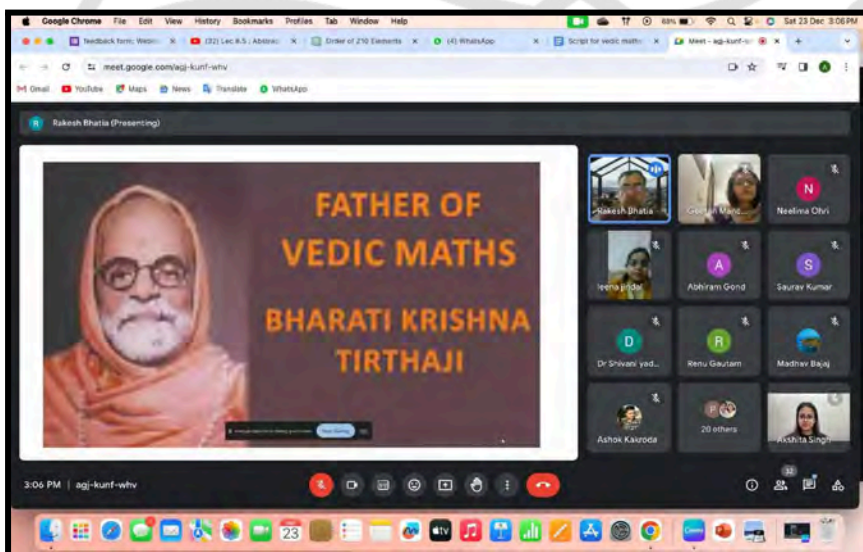 Google Chrome File Edit View History Bookmarks Profiles Tab Window Help
Sat 23 Dec 3:06 PM
feedback form;
(32) Lec 8.5 ; Abstrac
Order of 210 Elements
(4) WhatsApp
Script for vedic maths
Meet - agj-kunf-w
meet.google.com/agj-kunf-whv
Gmail YouTube Maps News Translate WhatsApp
R Rakesh Bhatia (Presenting)
FATHER OF
VEDIC MATHS
BHARATI KRISHNA
TIRTHAJI
Rakesh Bhatia
N
Neelima Ohri
leena jindal
A
Abhiram Gond
S
Saurav Kumar
D
Dr Shivani yad...
R
Renu Gautam
Madhav Bajaj
Ashok Kakroda
20 others
Akshita Singh
3:06 PM | agj-kunf-whv
32
23
tv